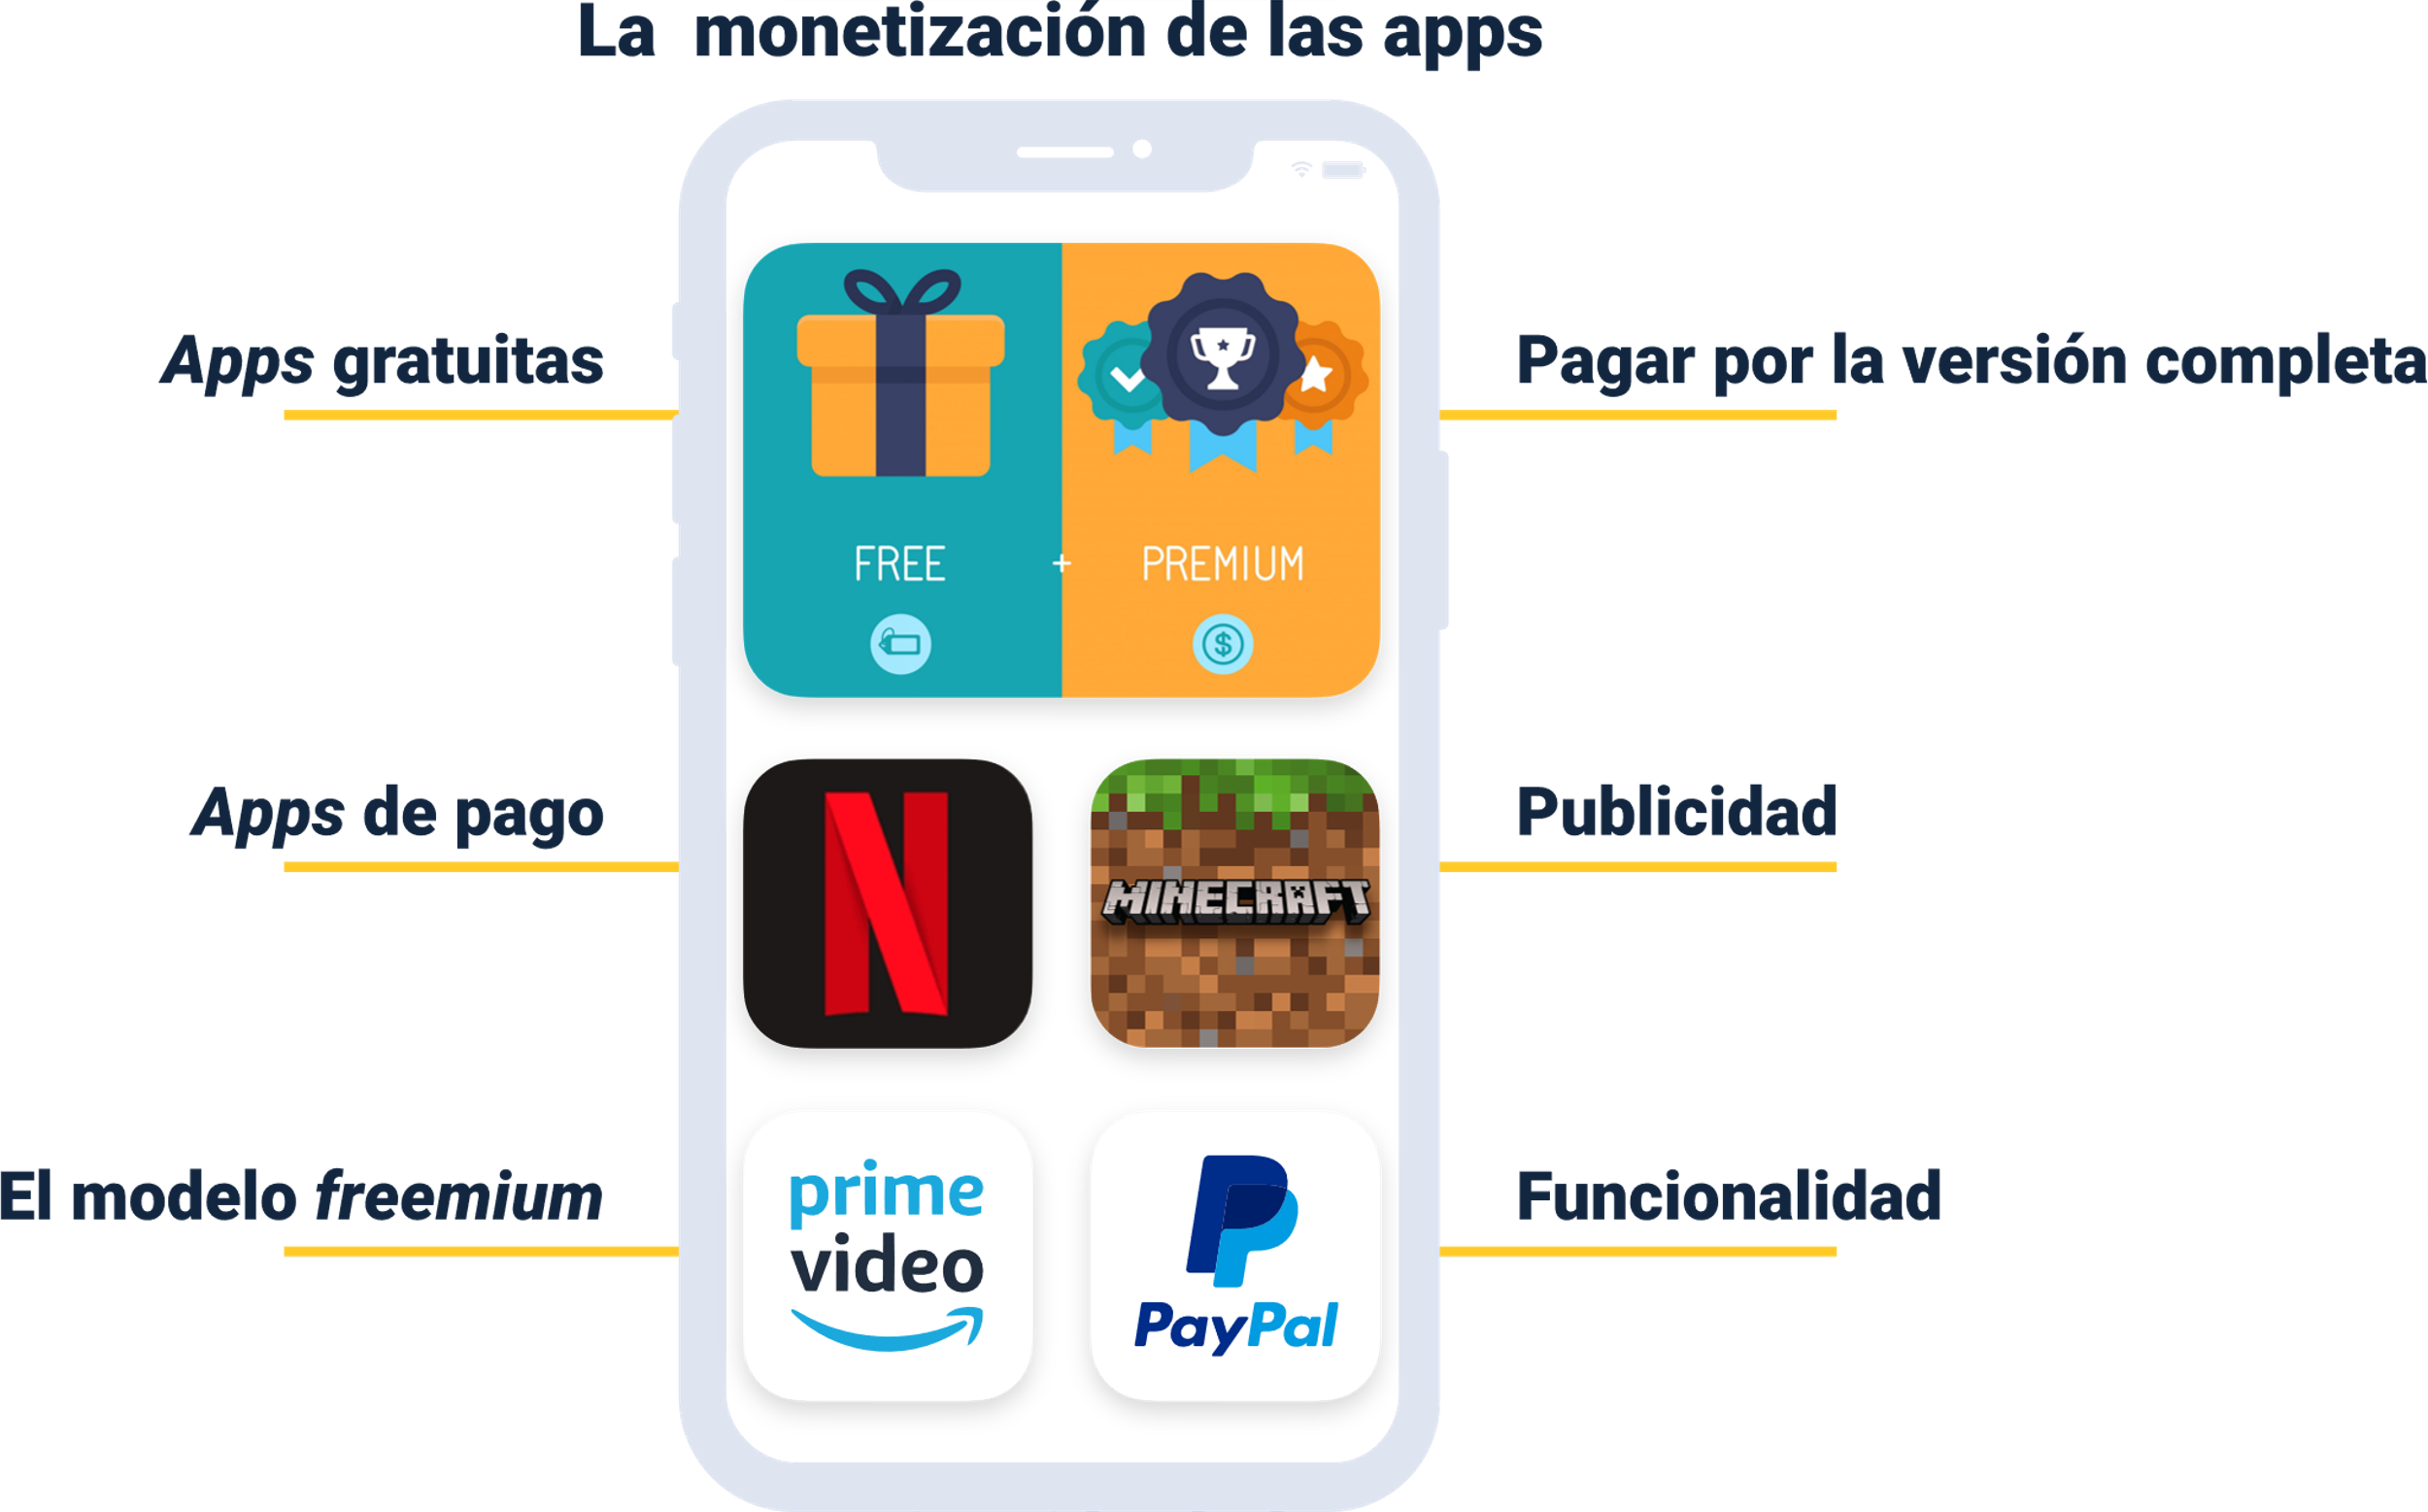 La monetización de las apps
Apps gratuitas
Pagar por la versión completa
FREE + PREMIUM
$
Apps de pago
Publicidad
N
MINECRAFT
El modelo freemium
Funcionalidad
prime
video
P
PayPal